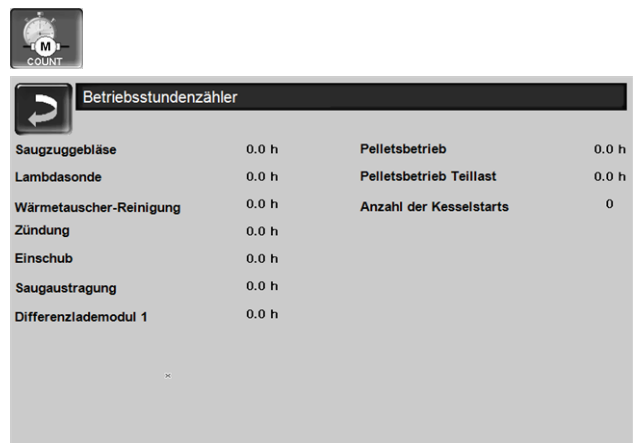 M
COUNT
Betriebsstundenzähler
Saugzuggebläse 0.0 h Pelletsbetrieb 0.0 h
Lambdasonde 0.0 h Pelletsbetrieb Teillast 0.0 h
Wärmetauscher-Reinigung 0.0 h Anzahl der Kesselstarts 0
Zündung 0.0 h
Einschub 0.0 h
Saugaustragung 0.0 h
Differenzlademodul 1 0.0 h